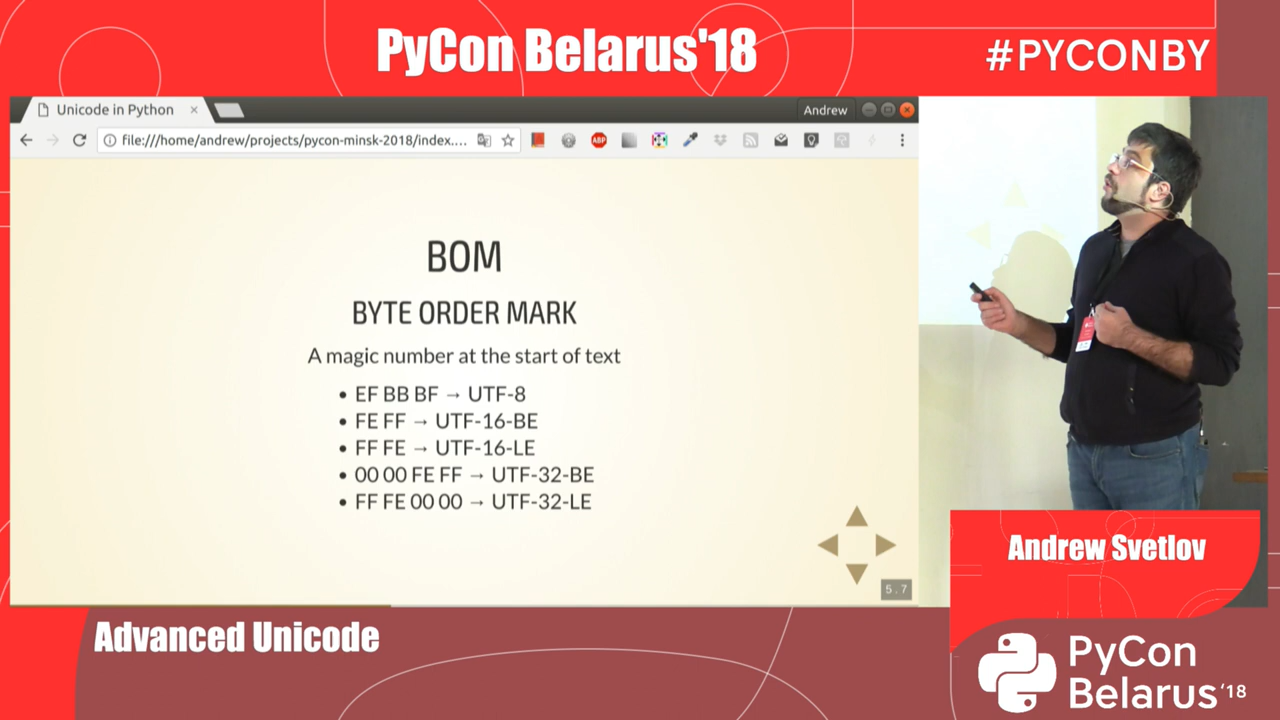 PyCon Belarus'18
#PYCONBY
Unicode in Python
Andrew
file:///home/andrew/projects/pycon-minsk-2018/index....
ABP
BOM
BYTE ORDER MARK
A magic number at the start of text
• EF BB BF → UTF-8
• FE FF → UTF-16-BE
• FF FE → UTF-16-LE
• 00 00 FE FF → UTF-32-BE
• FF FE 00 00 → UTF-32-LE
5.7
Andrew Svetlov
Advanced Unicode
PyCon
Belarus '18